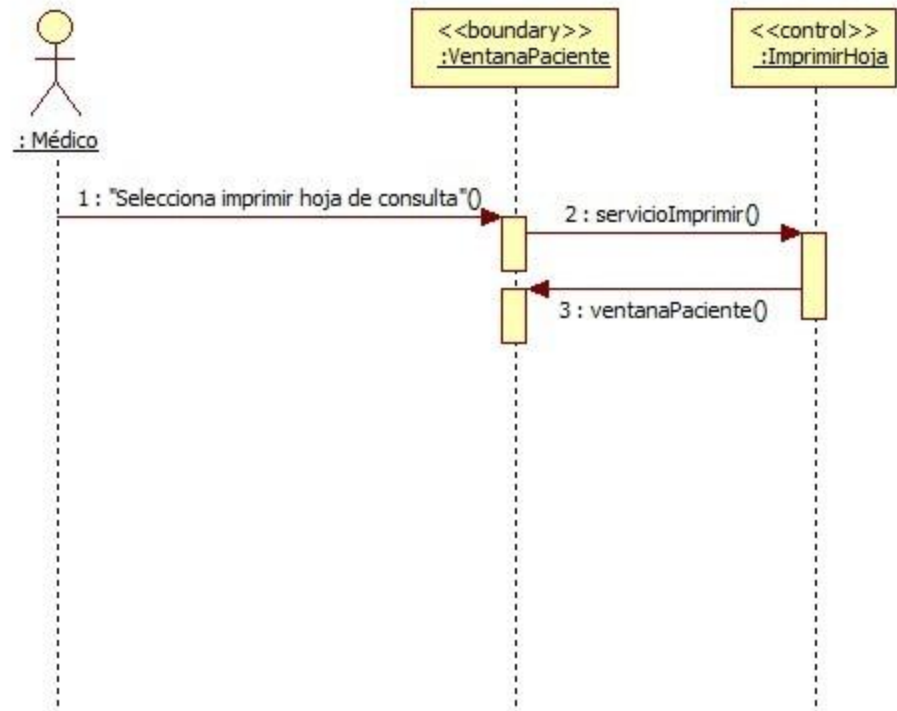 <<boundary>>
:VentanaPaciente
<<control>>
:ImprimirHoja
: Médico
1 : "Selecciona imprimir hoja de consulta"()
2 : servicioImprimir()
3 : ventanaPaciente()